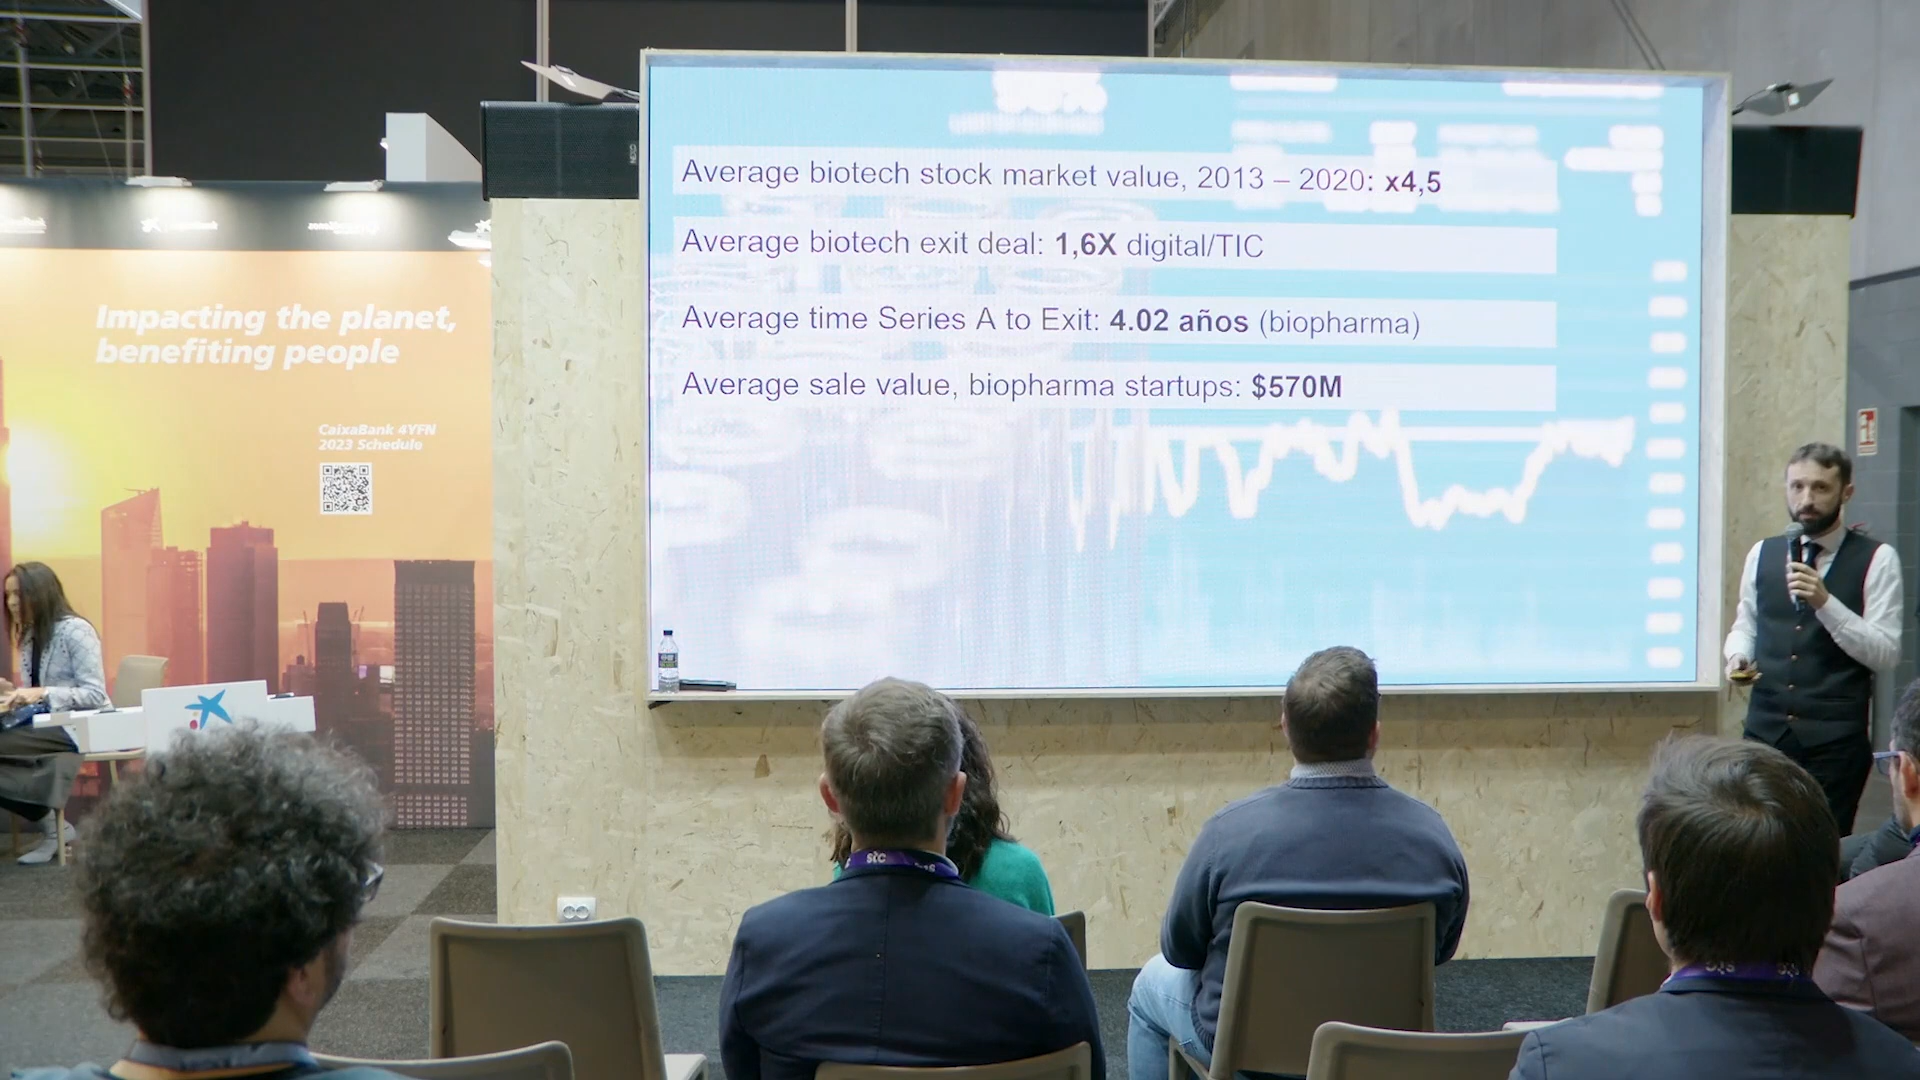 Average biotech stock market value, 2013 – 2020: x4,5
Average biotech exit deal: 1,6X digital/TIC
Average time Series A to Exit: 4.02 años (biopharma)
Average sale value, biopharma startups: $570M
Impacting the planet,
benefiting people
CaixaBank 4YFN
2023 Schedule
stc